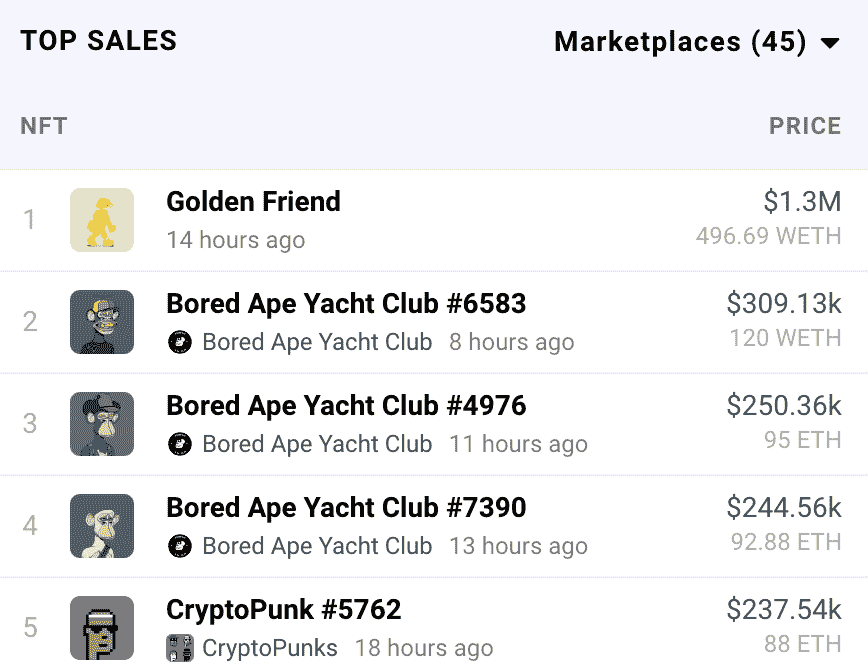 TOP SALES
Marketplaces (45)
NFT
PRICE
1
Golden Friend
$1.3M
14 hours ago
496.69 WETH
2
Bored Ape Yacht Club #6583
$309.13k
Bored Ape Yacht Club 8 hours ago
120 WETH
3
Bored Ape Yacht Club #4976
$250.36k
Bored Ape Yacht Club 11 hours ago
95 ETH
4
Bored Ape Yacht Club #7390
$244.56k
Bored Ape Yacht Club 13 hours ago
92.88 ETH
5
CryptoPunk #5762
$237.54k
CryptoPunks 18 hours ago
88 ETH